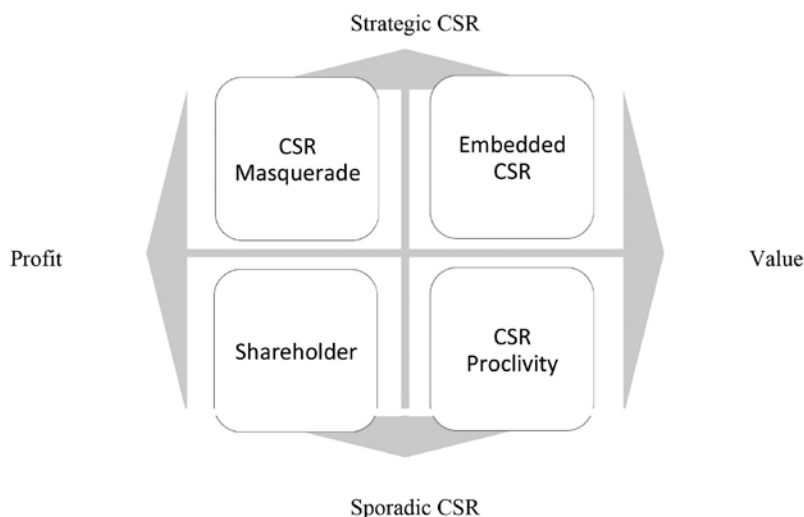 Strategic CSR
CSR
Masquerade
Embedded
CSR
Profit
Value
Shareholder
CSR
Proclivity
Sporadic CSR